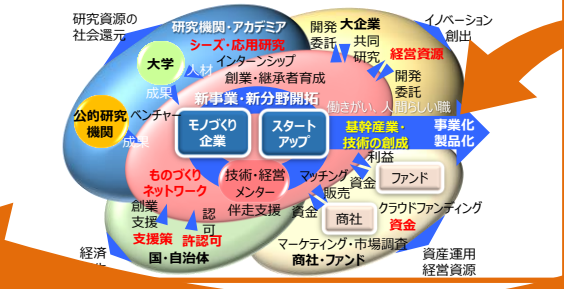 研究資源の
社会還元
研究機関・アカデミア
シーズ・応用研究
大学
人材
インターンシップ
創業・継承者育成
成果
公的研究
機関
ベンチャー
成果
開発
委託
大企業
共同
研究
経営資源
開発
委託
イノベーション
創出
新事業・新分野開拓
働きがい、人間らしい職
モノづくり
企業
スタート
アップ
基幹産業・
技術の創成
事業化
製品化
ものづくり
ネットワーク
技術・経営
メンター
伴走支援
マッチング
販売
利益
資金
ファンド
資金
商社
クラウドファンディング
資金
創業
支援
認
可
支援策
許認可
国・自治体
マーケティング・市場調査
商社・ファンド
経済
資産運用
経営資源